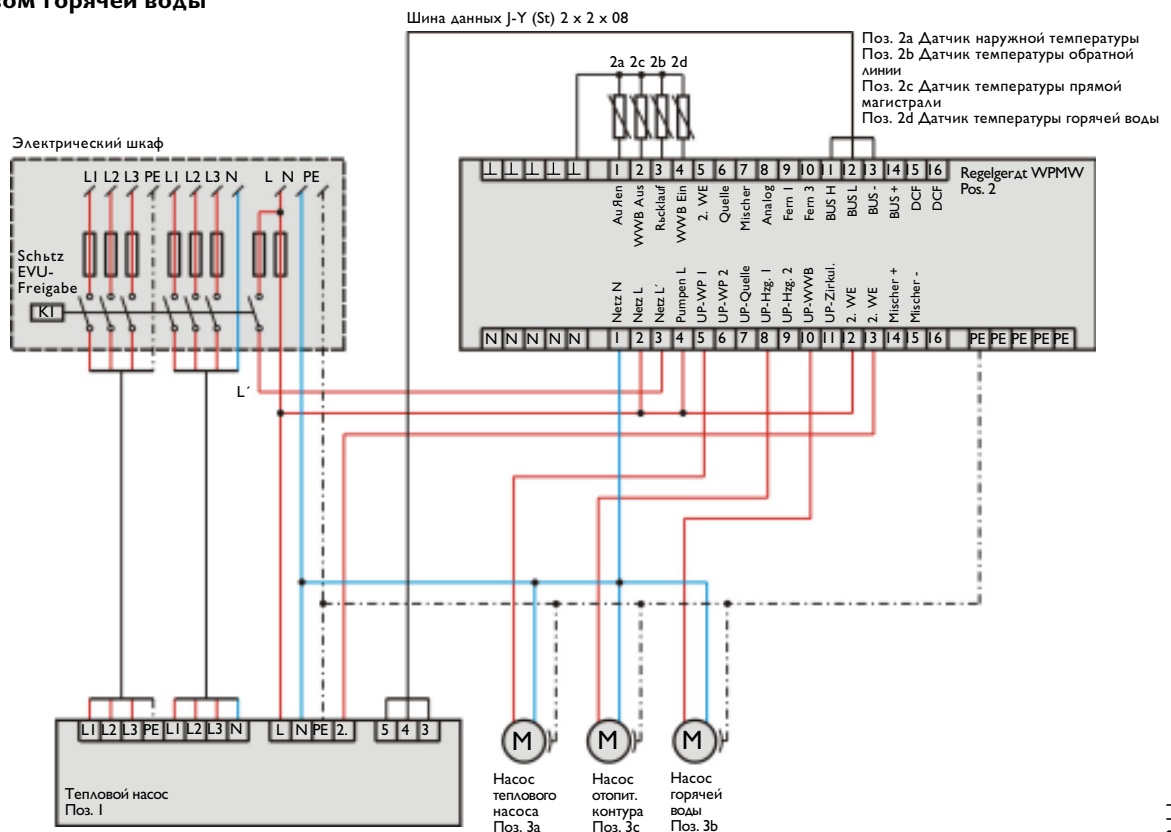 ом горячей воды
Шина данных J-Y (St) 2 x 2 x 08
Поз. 2a Датчик наружной температуры
Поз. 2b Датчик температуры обратной
линии
Поз. 2c Датчик температуры прямой
магистрали
Поз. 2d Датчик температуры горячей воды
2a 2c 2b 2d
Электрический шкаф
L1 L2 L3 PE L1 L2 L3 N L N PE
Schьtz
EVU-
Freigabe
K1
L´
⊥ ⊥ ⊥ ⊥ ⊥ 1 2 3 4 5 6 7 8 9 10 11 12 13 14 15 16
Regelgerдt WPMW
Pos. 2
AuЯen
WWB Aus
Rьcklauf
WWB Ein
2. WE
Quelle
Mischer
Analog
Fern 1
Fern 3
BUS H
BUS L
BUS -
BUS +
DCF
DCF
Netz N
Netz L
Netz L´
Pumpen L
UP-WP 1
UP-WP 2
UP-Quelle
UP-Hzg. 1
UP-Hzg. 2
UP-WWB
UP-Zirkul.
2. WE
2. WE
Mischer +
Mischer -
N N N N N 1 2 3 4 5 6 7 8 9 10 11 12 13 14 15 16 PE PE PE PE PE
L1 L2 L3 PE L1 L2 L3 N L N PE 2. 5 4 3
Тепловой насос
Поз. 1
M
Насос
теплового
насоса
Поз. 3a
M
Насос
отопит.
контура
Поз. 3c
M
Насос
горячей
воды
Поз. 3b